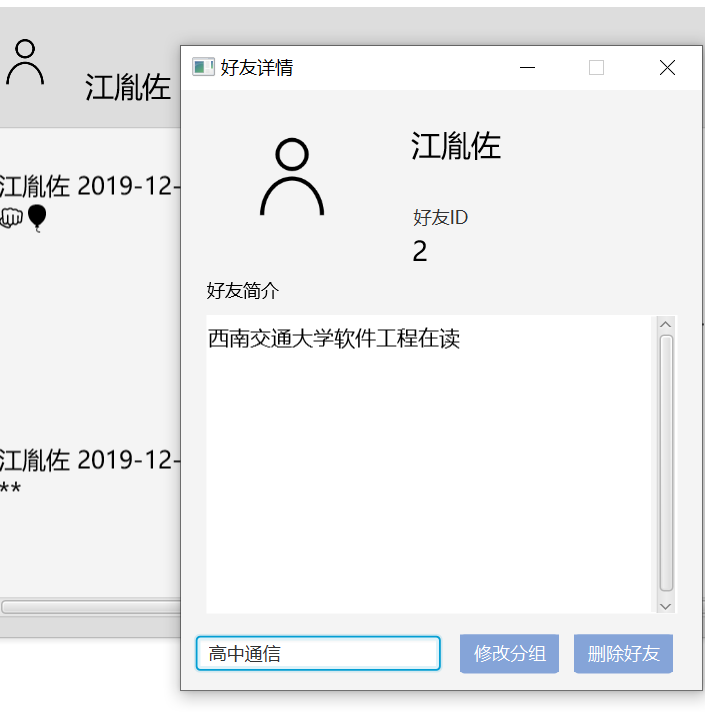 江胤佐
江胤佐 2019-12-
江胤佐 2019-12-
**
好友详情
江胤佐
好友ID
2
好友简介
西南交通大学软件工程在读
高中通信
修改分组
删除好友